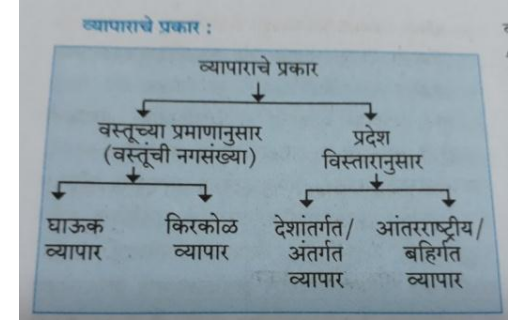 व्यापाराचे प्रकार :
व्यापाराचे प्रकार
वस्तूच्या प्रमाणानुसार
(वस्तूंची नगसंख्या)
प्रदेश
विस्तारानुसार
घाऊक
व्यापार
किरकोळ
व्यापार
देशांतर्गत/
अंतर्गत
व्यापार
आंतरराष्ट्रीय/
बहिर्गत
व्यापार